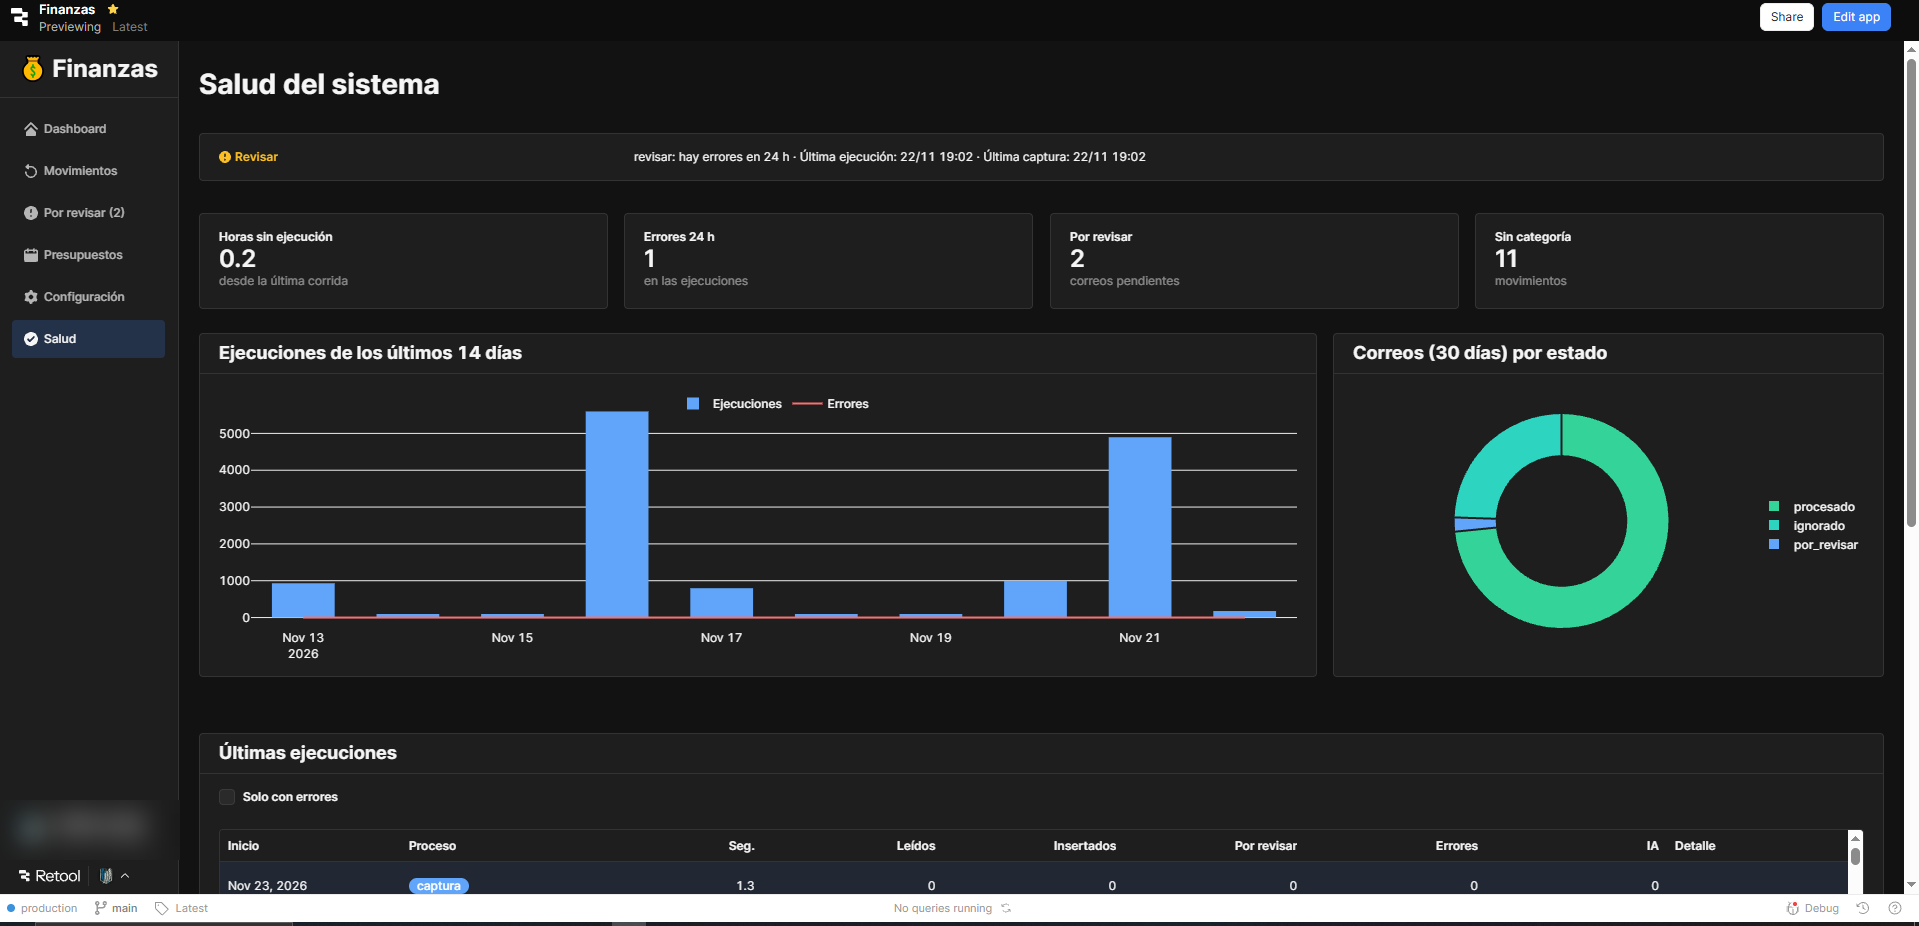 Finanzas
Previewing Latest
Share
Edit app
Finanzas
Dashboard
Movimientos
Por revisar (2)
Presupuestos
Configuración
Salud
Retool
Salud del sistema
Revisar
revisar: hay errores en 24 h · Última ejecución: 22/11 19:02 · Última captura: 22/11 19:02
Horas sin ejecución
0.2
desde la última corrida
Errores 24 h
1
en las ejecuciones
Por revisar
2
correos pendientes
Sin categoría
11
movimientos
Ejecuciones de los últimos 14 días
Ejecuciones Errores
5000
4000
3000
2000
1000
0
Nov 13 Nov 15 Nov 17 Nov 19 Nov 21
2026
Correos (30 días) por estado
procesado
ignorado
por_revisar
Últimas ejecuciones
Solo con errores
Inicio Proceso Seg. Leídos Insertados Por revisar Errores IA Detalle
Nov 23, 2026 captura 1.3 0 0 0 0 0
production main Latest No queries running Debug